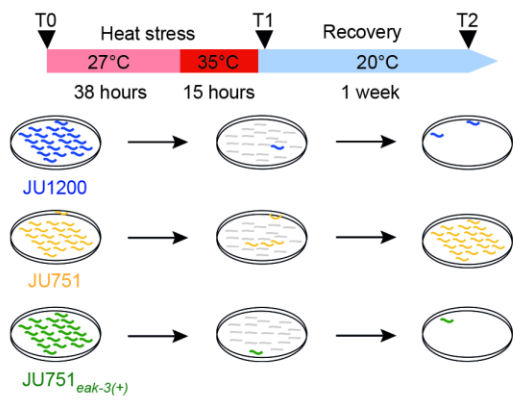 T0 Heat stress T1 Recovery T2
27°C 35°C 20°C
38 hours 15 hours 1 week
JU1200
JU751
JU751eak-3(+)